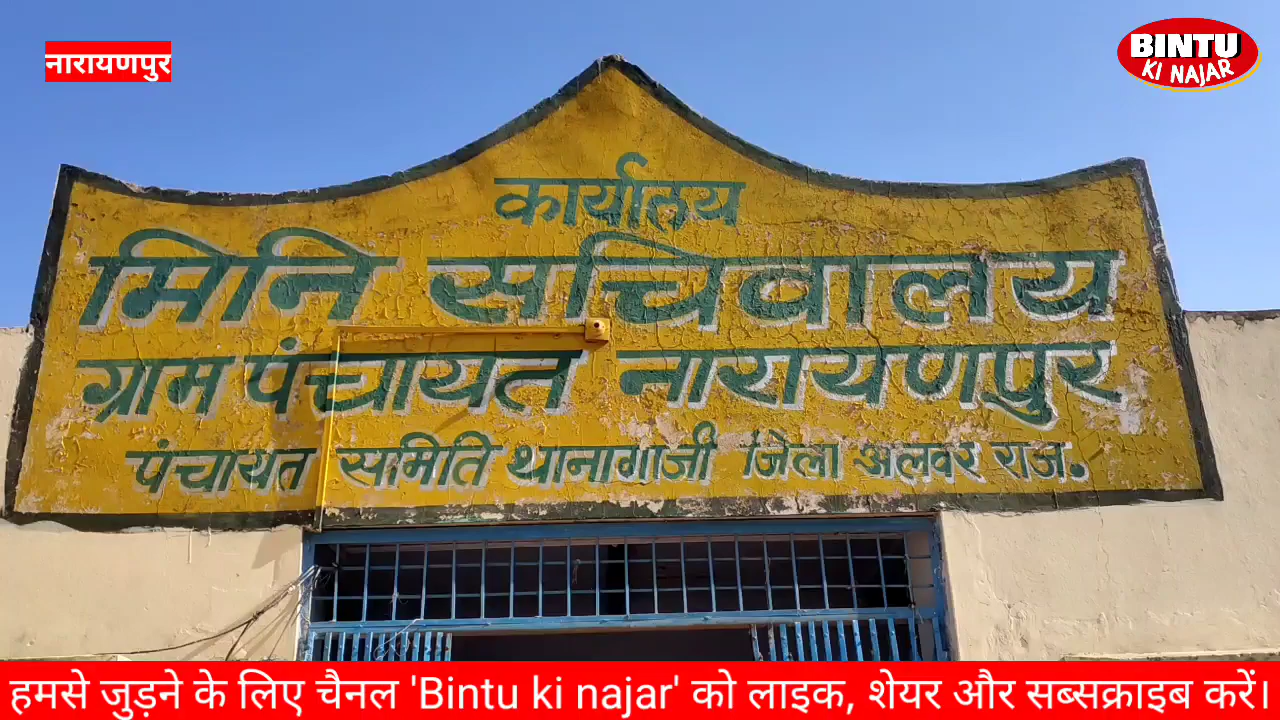 नारायणपुर
BINTU
KI NAJAR
कार्यालय
मिनि सचिवालय
ग्राम पंचायत नारायणपुर
पंचायत समिति थानागाजी जिला अलवर राज.
हमसे जुड़ने के लिए चैनल 'Bintu ki najar' को लाइक, शेयर और सब्सक्राइब करें।